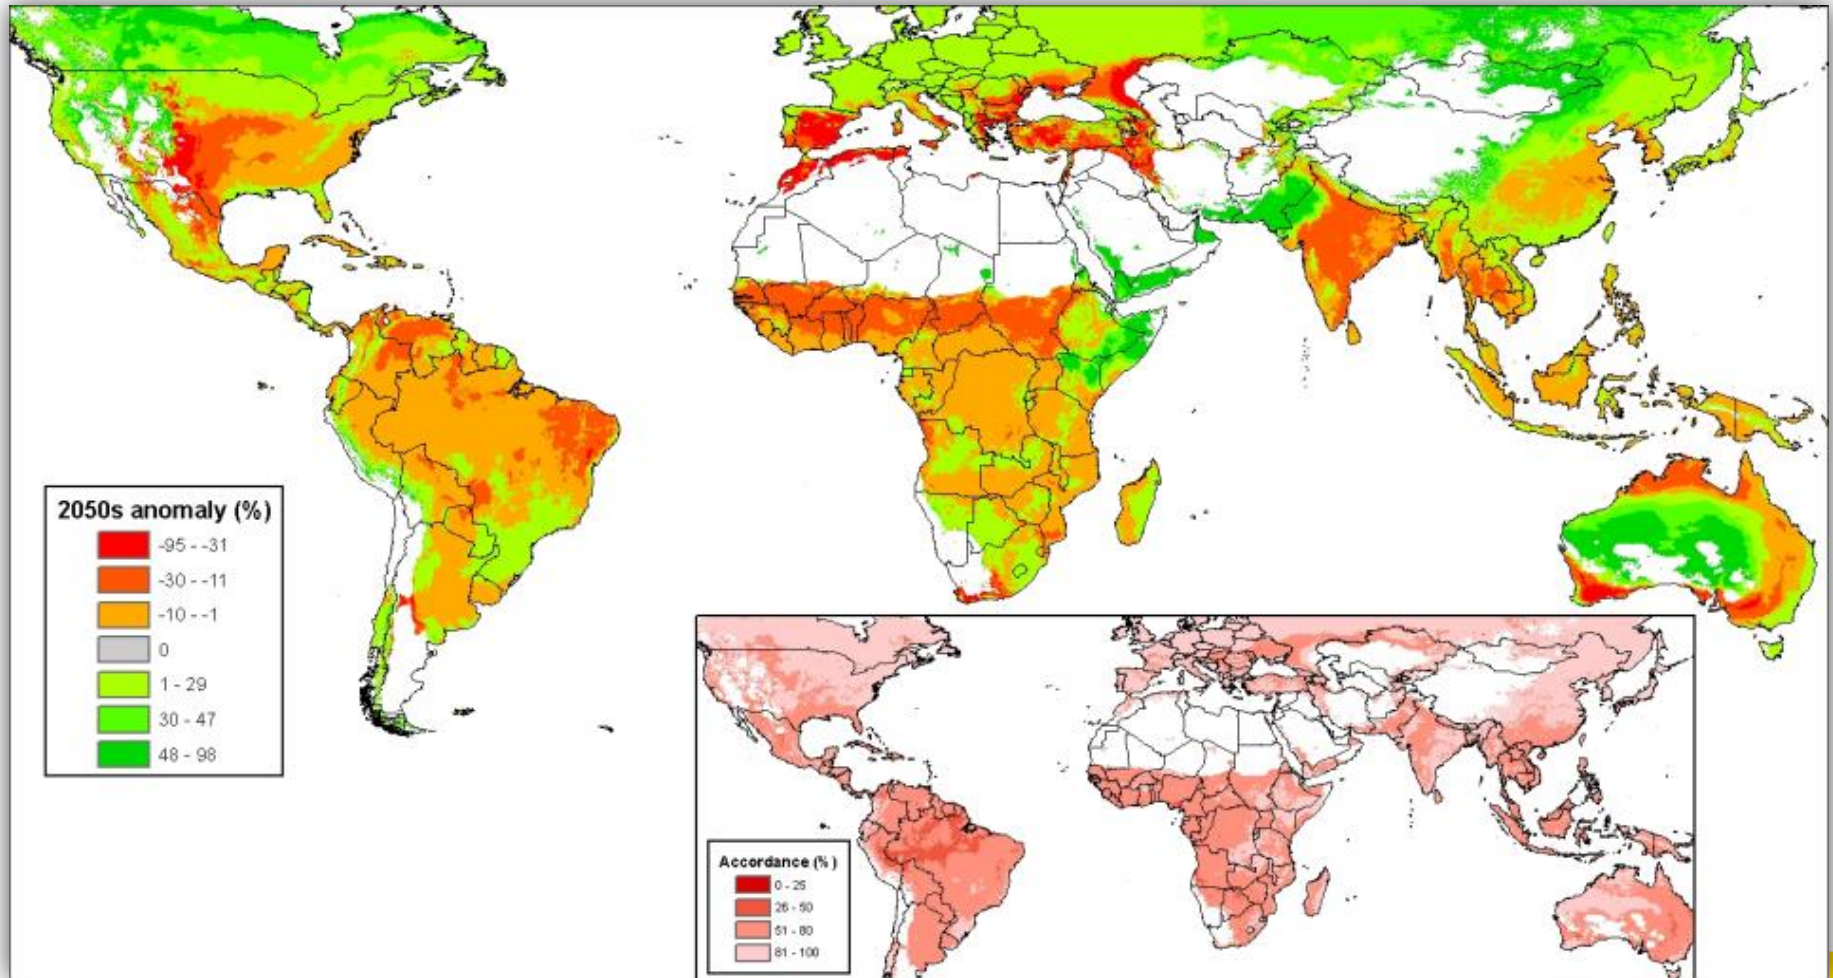 2050s anomaly (%)
-95 - -31
-30 - -11
-10 - -1
0
1 - 29
30 - 47
48 - 98
Accordance (%)
0 - 25
26 - 50
51 - 80
81 - 100